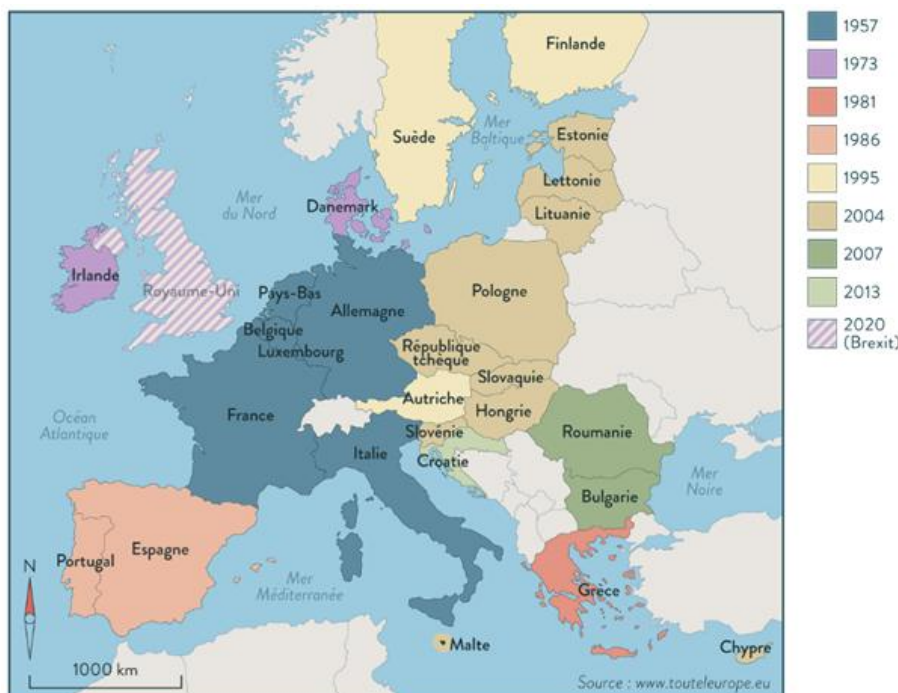 Finlande
Suède
Mer
Baltique
Estonie
Lettonie
Lituanie
Mer
du Nord
Danemark
Irlande
Royaume-Uni
Pays-Bas
Allemagne
Pologne
Belgique
Luxembourg
République
tchèque
Slovaquie
Autriche
Hongrie
France
Océan
Atlantique
Slovénie
Italie
Croatie
Roumanie
Bulgarie
Mer
Noire
Portugal
Espagne
Mer
Méditerranée
Grèce
Malte
Chypre
N
1000 km
Source : www.touteleurope.eu
1957
1973
1981
1986
1995
2004
2007
2013
2020
(Brexit)